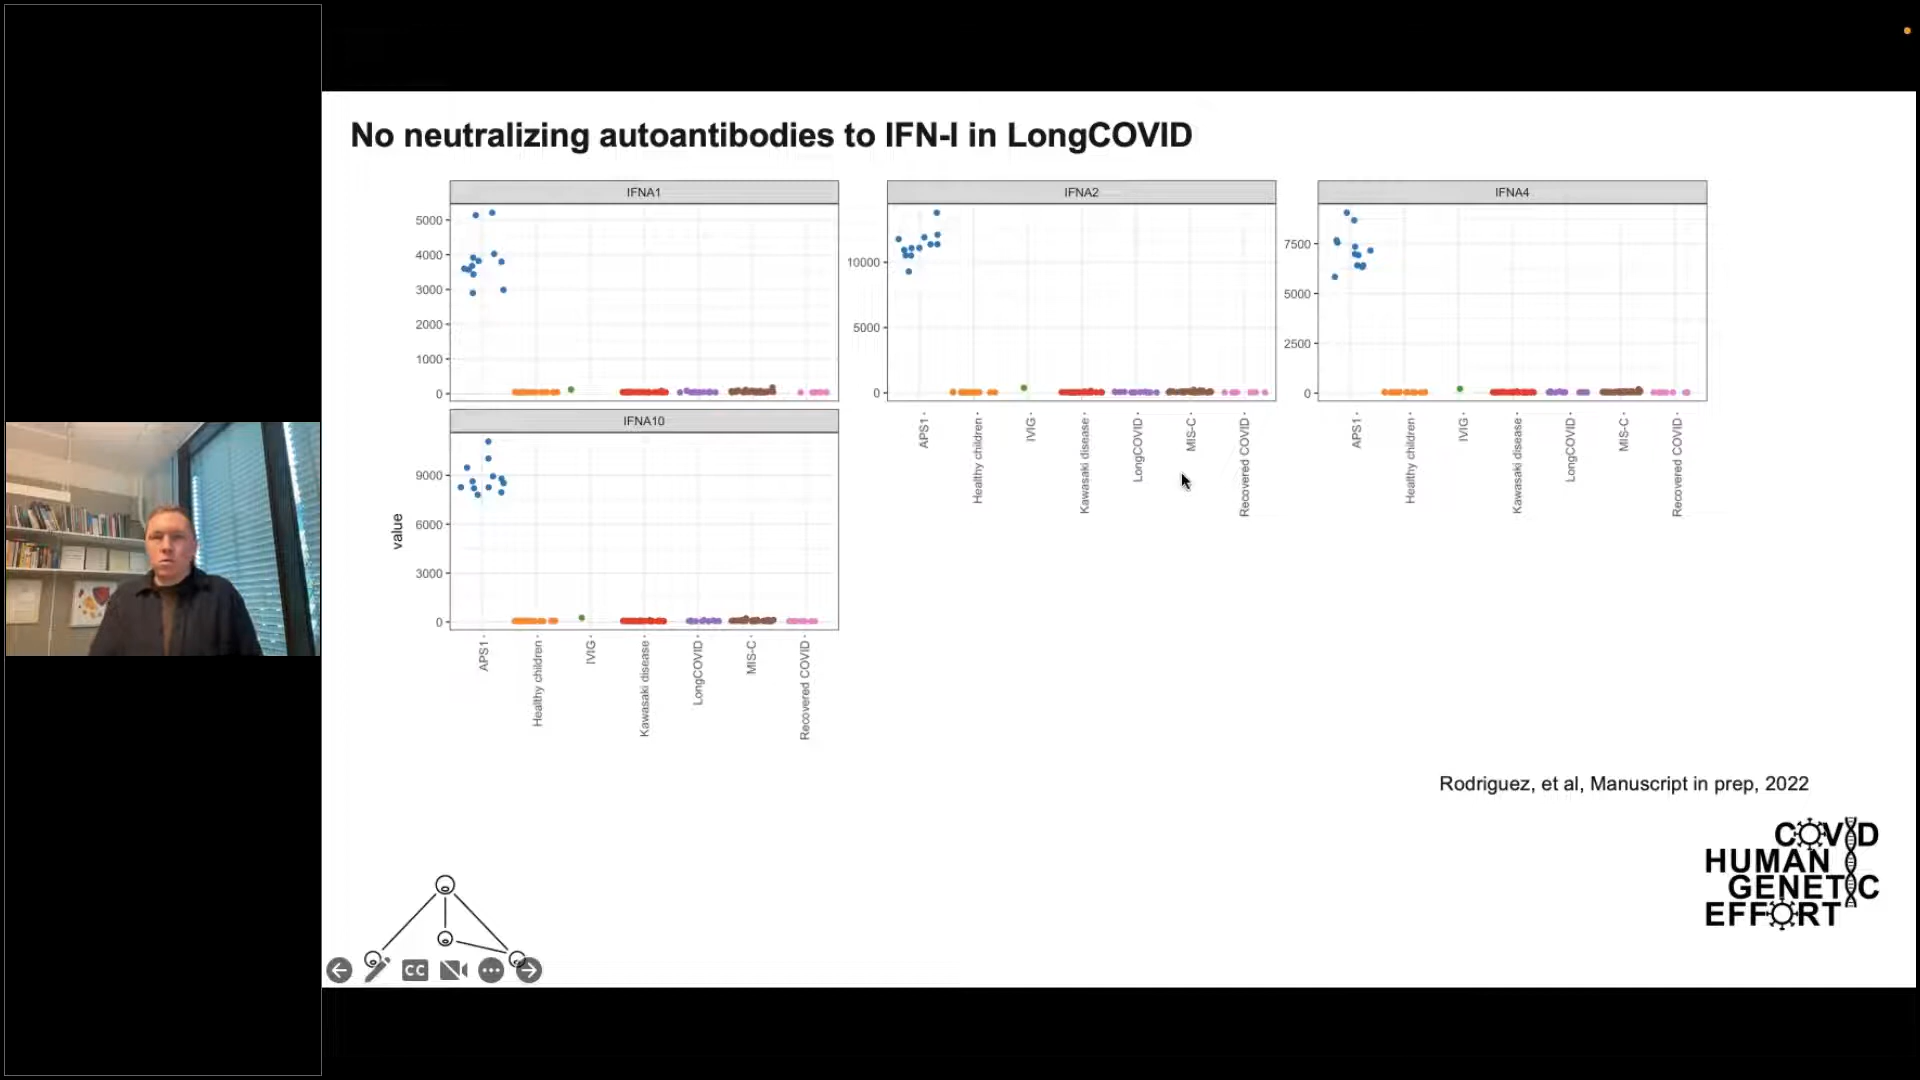 No neutralizing autoantibodies to IFN-I in LongCOVID
IFNA1
5000
4000
3000
2000
1000
0
IFNA2
10000
5000
0
APS1
Healthy children
IVIG
Kawasaki disease
LongCOVID
MIS-C
Recovered COVID
IFNA4
7500
5000
2500
0
APS1
Healthy children
IVIG
Kawasaki disease
LongCOVID
MIS-C
Recovered COVID
IFNA10
value
9000
6000
3000
0
APS1
Healthy children
IVIG
Kawasaki disease
LongCOVID
MIS-C
Recovered COVID
Rodriguez, et al, Manuscript in prep, 2022
COVID
HUMAN
GENETIC
EFFORT
CC